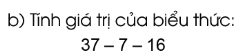 b) Tính giá trị của biểu thức:
37 – 7 – 16